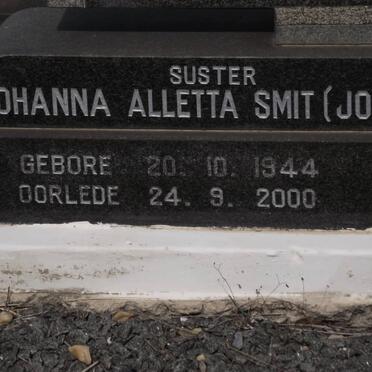 SUSTER
OHANNA ALLETTA SMIT (JO
GEBORE 20. 10. 1944
OORLEDE 24. 9. 2000